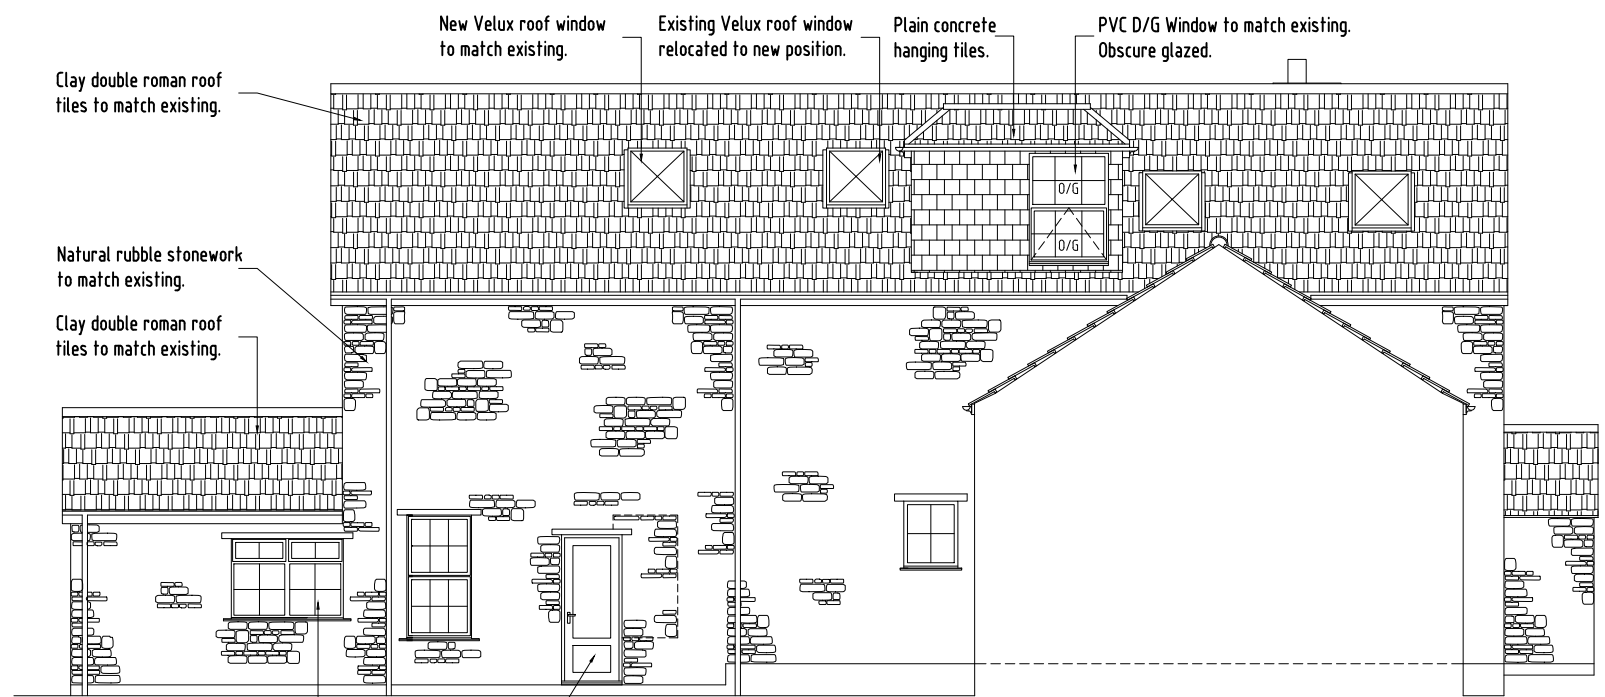 New Velux roof window
to match existing.
Existing Velux roof window
relocated to new position.
Plain concrete
hanging tiles.
PVC D/G Window to match existing.
Obscure glazed.
Clay double roman roof
tiles to match existing.
O/G
O/G
Natural rubble stonework
to match existing.
Clay double roman roof
tiles to match existing.